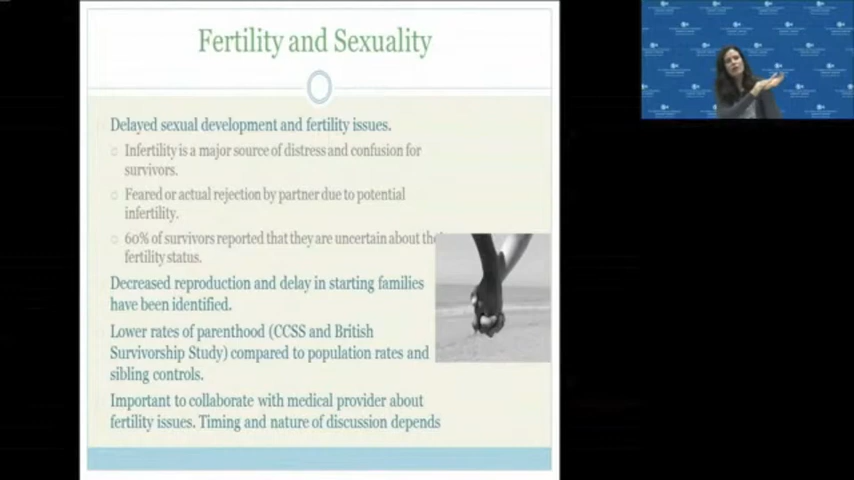 Fertility and Sexuality
Delayed sexual development and fertility issues.
Infertility is a major source of distress and confusion for
survivors.
Feared or actual rejection by partner due to potential
infertility.
60% of survivors reported that they are uncertain about the
fertility status.
Decreased reproduction and delay in starting families
have been identified.
Lower rates of parenthood (CCSS and British
Survivorship Study) compared to population rates and
sibling controls.
Important to collaborate with medical provider about
fertility issues. Timing and nature of discussion depends